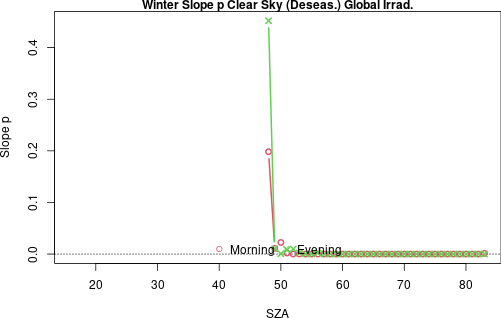 Winter Slope p Clear Sky (Deseas.) Global Irrad.
Slope p
0.4
0.3
0.2
0.1
0.0
Morning
Evening
20 30 40 50 60 70 80
SZA